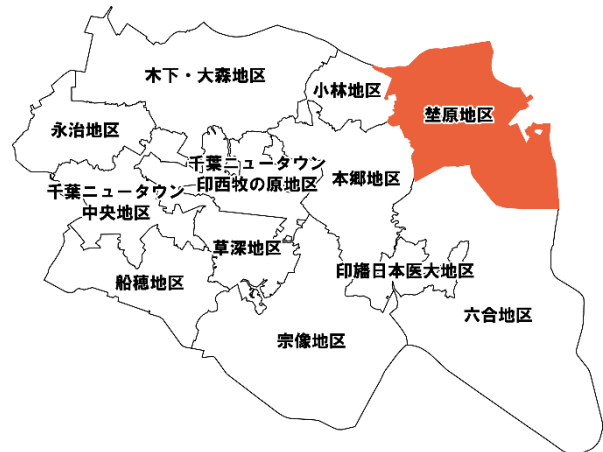 木下・大森地区
小林地区
埜原地区
永治地区
千葉ニュータウン
印西牧の原地区
本郷地区
千葉ニュータウン
中央地区
草深地区
印旛日本医大地区
船穂地区
六合地区
宗像地区